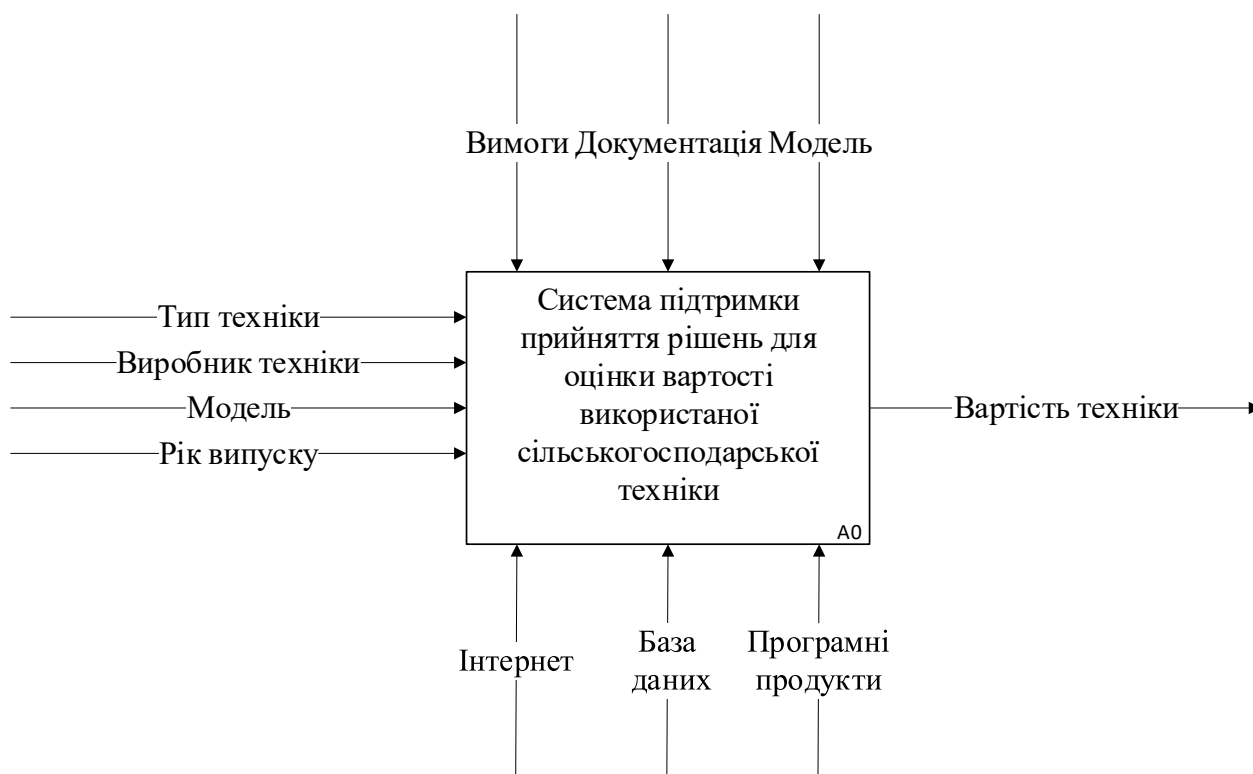 Вимоги Документація Модель
Тип техніки
Виробник техніки
Модель
Рік випуску
Система підтримки
прийняття рішень для
оцінки вартості
використаної
сільськогосподарської
техніки
A0
Вартість техніки
Інтернет
База
даних
Програмні
продукти